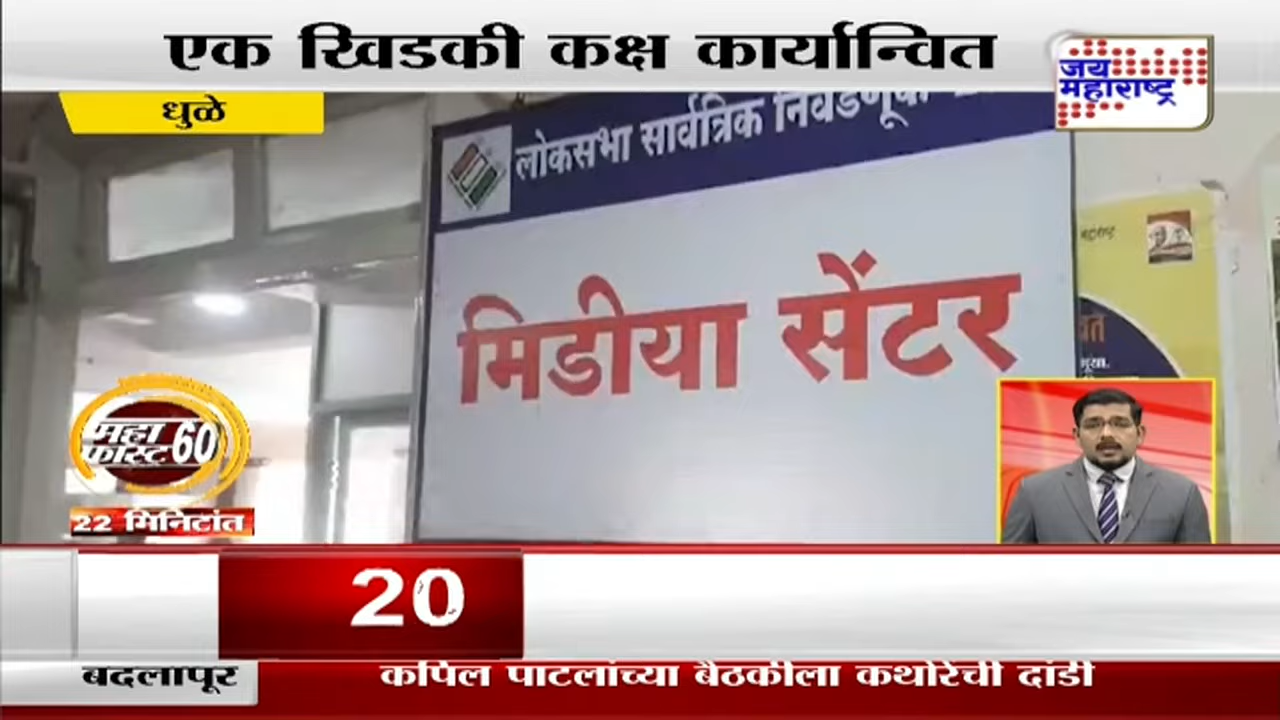 एक खिडकी कक्ष कार्यान्वित
जय
महाराष्ट्र
धुळे
लोकसभा सार्वत्रिक निवडणूक
मिडीया सेंटर
महा
फास्ट 60
22 मिनिटांत
20
बदलापूर
कपिल पाटलांच्या बैठकीला कथोरेंची दांडी